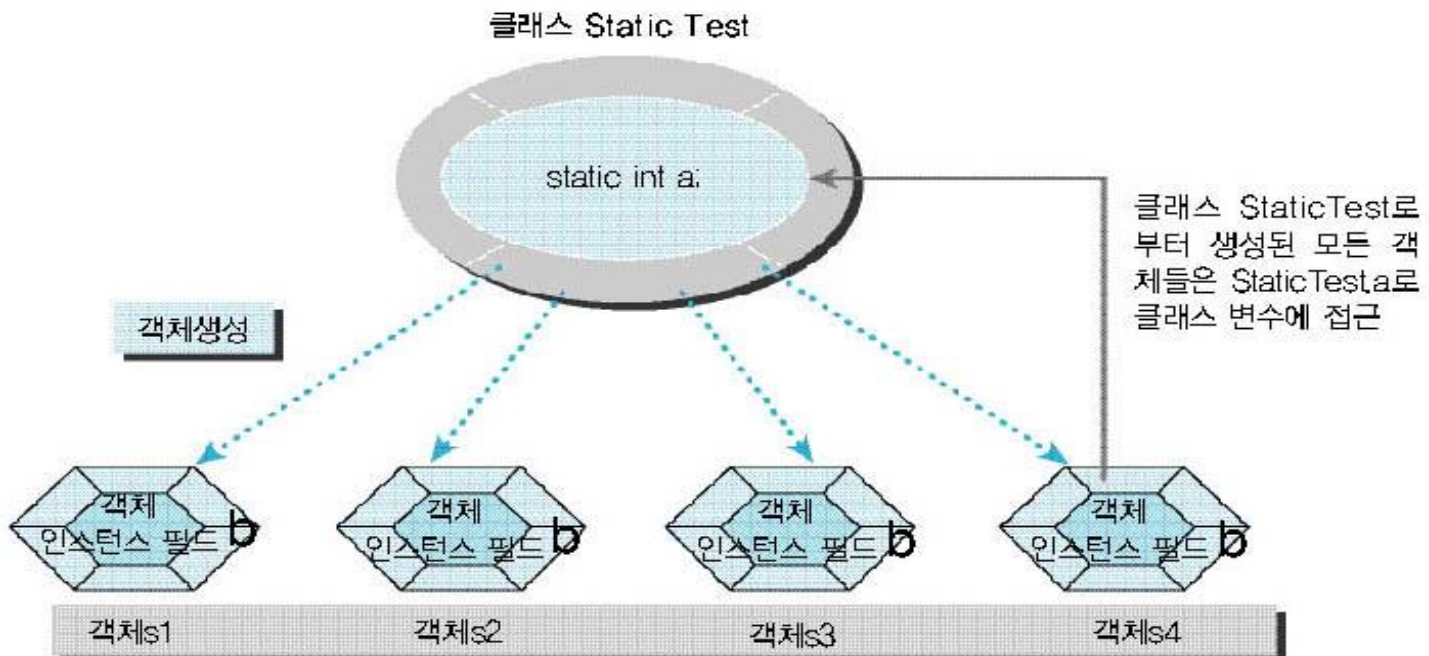 클래스 Static Test
static int a;
클래스 StaticTest로
부터 생성된 모든 객
체들은 StaticTest.a로
클래스 변수에 접근
객체생성
객체
인스턴스 필드 b
객체
인스턴스 필드 b
객체
인스턴스 필드 b
객체
인스턴스 필드 b
객체s1
객체s2
객체s3
객체s4